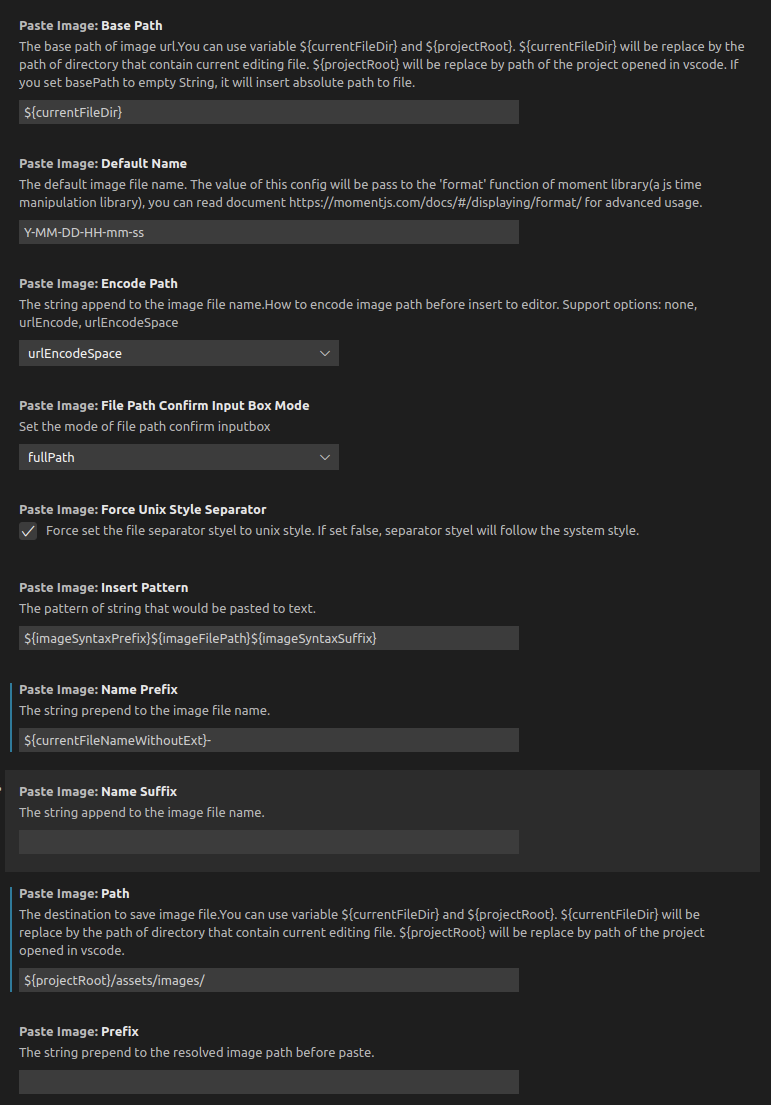 Paste Image: Base Path
The base path of image url.You can use variable ${currentFileDir} and ${projectRoot}. ${currentFileDir} will be replace by the
path of directory that contain current editing file. ${projectRoot} will be replace by path of the project opened in vscode. If
you set basePath to empty String, it will insert absolute path to file.
${currentFileDir}
Paste Image: Default Name
The default image file name. The value of this config will be pass to the 'format' function of moment library(a js time
manipulation library), you can read document https://momentjs.com/docs/#/displaying/format/ for advanced usage.
Y-MM-DD-HH-mm-ss
Paste Image: Encode Path
The string append to the image file name.How to encode image path before insert to editor. Support options: none,
urlEncode, urlEncodeSpace
urlEncodeSpace
Paste Image: File Path Confirm Input Box Mode
Set the mode of file path confirm inputbox
fullPath
Paste Image: Force Unix Style Separator
Force set the file separator styel to unix style. If set false, separator styel will follow the system style.
Paste Image: Insert Pattern
The pattern of string that would be pasted to text.
${imageSyntaxPrefix}${imageFilePath}${imageSyntaxSuffix}
Paste Image: Name Prefix
The string prepend to the image file name.
${currentFileNameWithoutExt}-
Paste Image: Name Suffix
The string append to the image file name.
Paste Image: Path
The destination to save image file.You can use variable ${currentFileDir} and ${projectRoot}. ${currentFileDir} will be
replace by the path of directory that contain current editing file. ${projectRoot} will be replace by path of the project
opened in vscode.
${projectRoot}/assets/images/
Paste Image: Prefix
The string prepend to the resolved image path before paste.